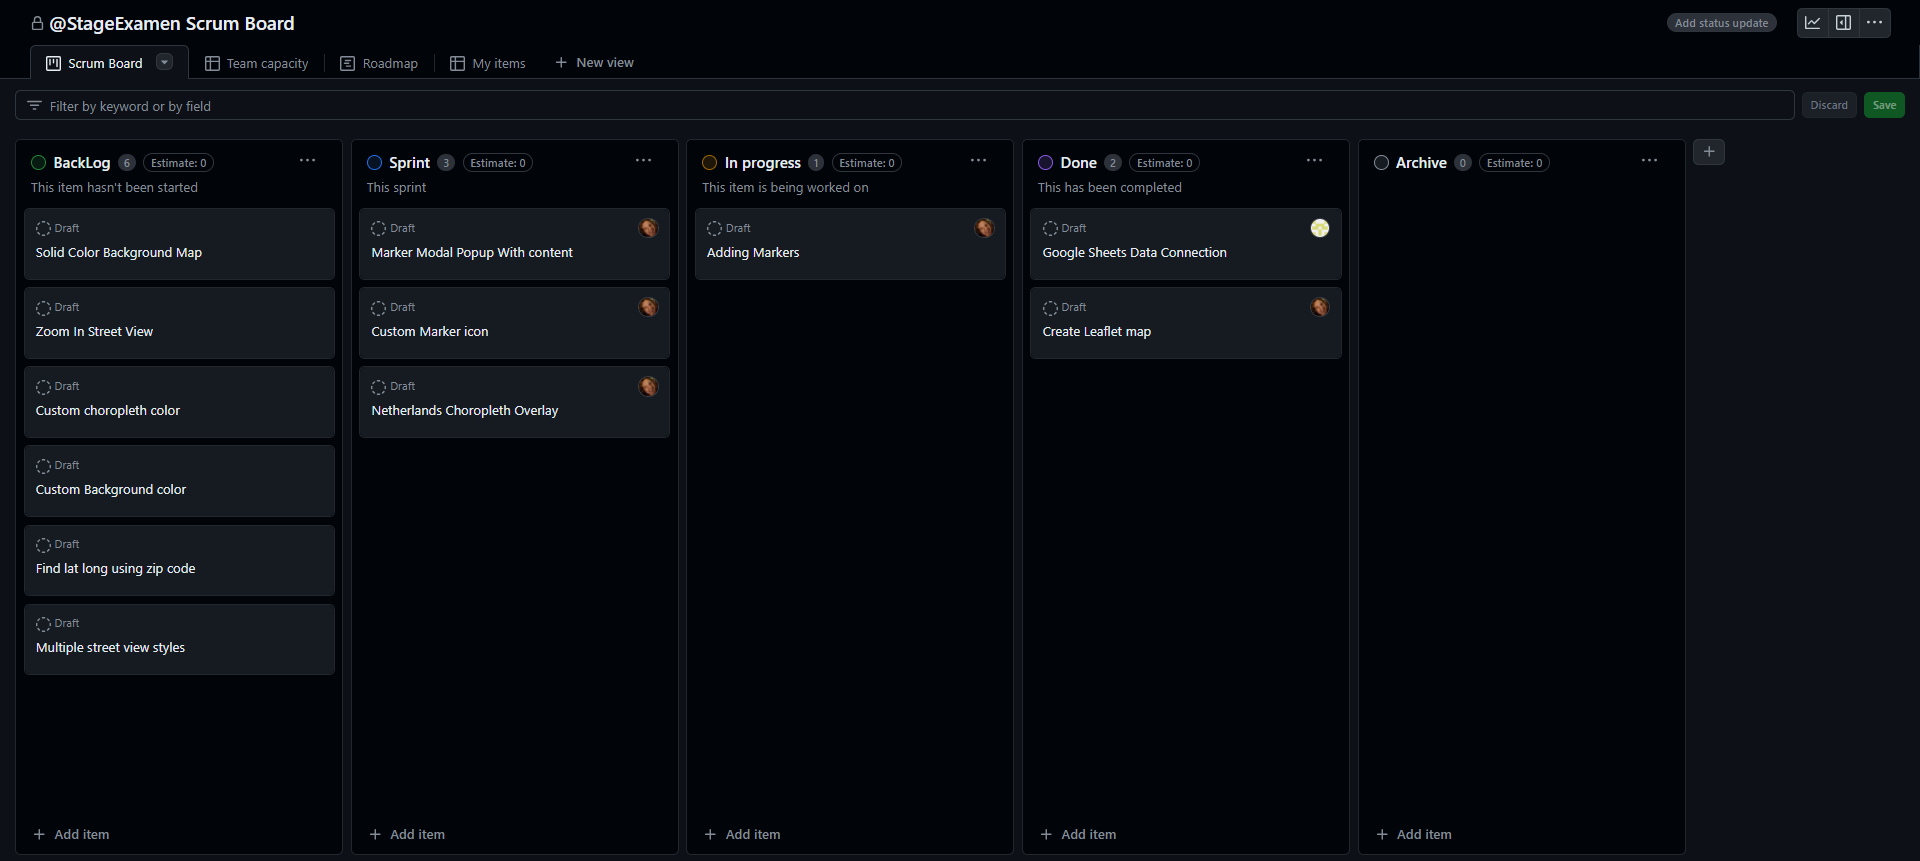 @StageExamen Scrum Board
Add status update
Scrum Board
Team capacity
Roadmap
My items
New view
Filter by keyword or by field
Discard
Save
BackLog 6 Estimate: 0
This item hasn't been started
Draft
Solid Color Background Map
Draft
Zoom In Street View
Draft
Custom choropleth color
Draft
Custom Background color
Draft
Find lat long using zip code
Draft
Multiple street view styles
Add item
Sprint 3 Estimate: 0
This sprint
Draft
Marker Modal Popup With content
Draft
Custom Marker icon
Draft
Netherlands Choropleth Overlay
Add item
In progress 1 Estimate: 0
This item is being worked on
Draft
Adding Markers
Add item
Done 2 Estimate: 0
This has been completed
Draft
Google Sheets Data Connection
Draft
Create Leaflet map
Add item
Archive 0 Estimate: 0
Add item